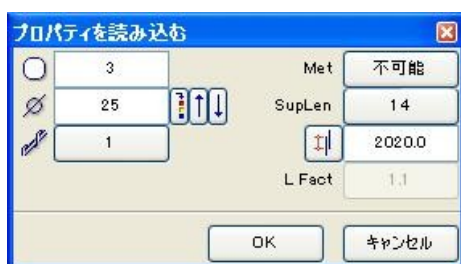 プロパティを読み込む
3 Met 不可能
25 SupLen 14
1 2020.0
L Fact 1.1
OK キャンセル